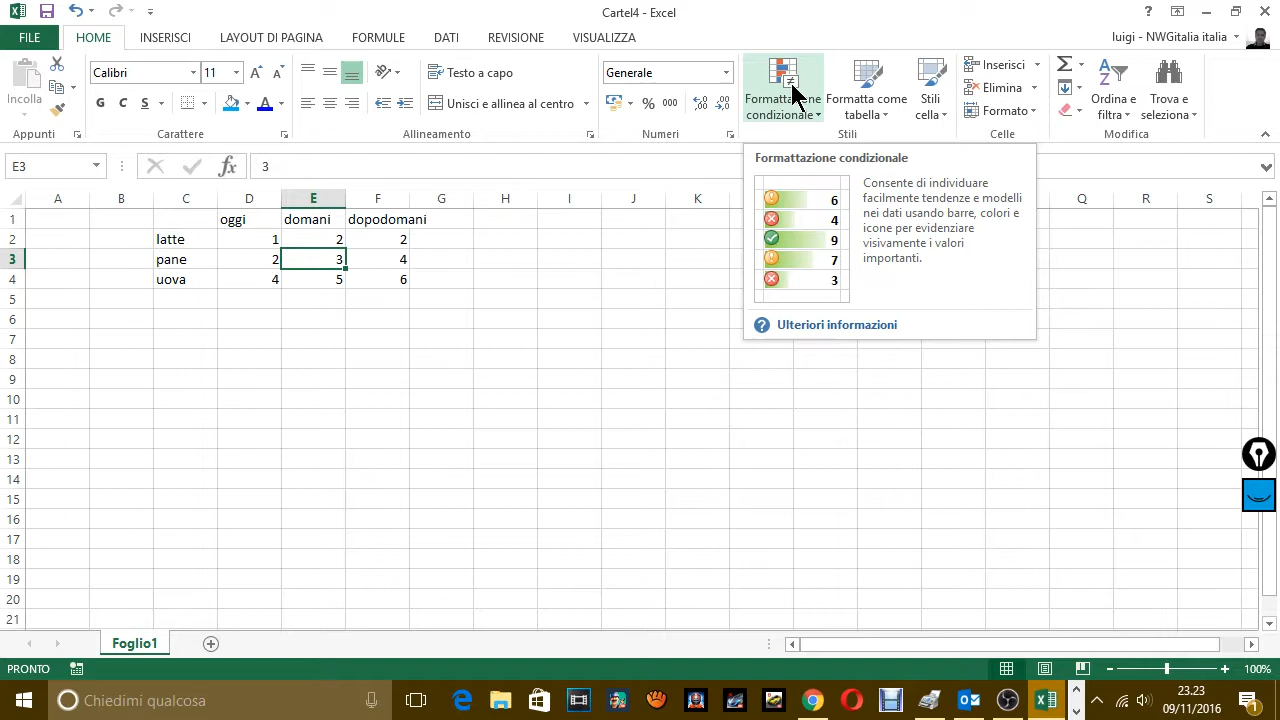 Cartel4 - Excel
?
FILE
HOME
INSERISCI
LAYOUT DI PAGINA
FORMULE
DATI
REVISIONE
VISUALIZZA
luigi - NWGitalia italia
Incolla
Calibri
11
A A
G C S
A
Testo a capo
Unisci e allinea al centro
Generale
% 000
Formattazione condizionale
Formatta come tabella
Stili cella
Inserisci
Elimina
Formato
Ordina e filtra
Trova e seleziona
Appunti
Carattere
Allineamento
Numeri
Stili
Celle
Modifica
E3
fx
3
Formattazione condizionale
6
4
9
7
3
Consente di individuare
facilmente tendenze e modelli
nei dati usando barre, colori e
icone per evidenziare
visivamente i valori
importanti.
Ulteriori informazioni
A B C D E F G H I J K Q R S
1 oggi domani dopodomani
2 latte 1 2 2
3 pane 2 3 4
4 uova 4 5 6
5
6
7
8
9
10
11
12
13
14
15
16
17
18
19
20
21
Foglio1
PRONTO
100%
Chiedimi qualcosa
23.23
09/11/2016
1